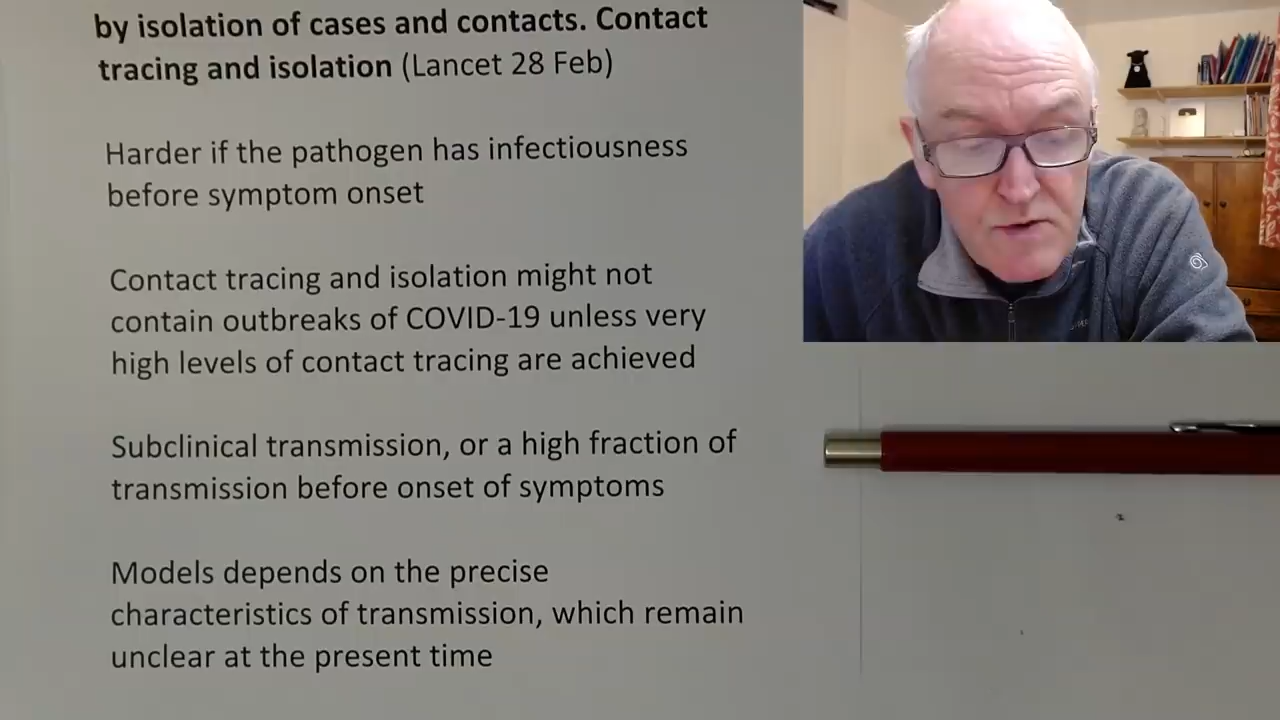 by isolation of cases and contacts. Contact
tracing and isolation (Lancet 28 Feb)
Harder if the pathogen has infectiousness
before symptom onset
Contact tracing and isolation might not
contain outbreaks of COVID-19 unless very
high levels of contact tracing are achieved
Subclinical transmission, or a high fraction of
transmission before onset of symptoms
Models depends on the precise
characteristics of transmission, which remain
unclear at the present time